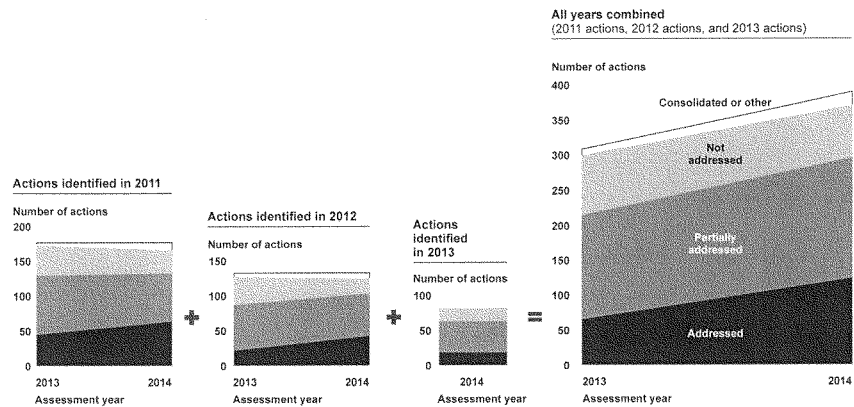 All years combined
(2011 actions, 2012 actions, and 2013 actions)
Number of actions
400
350
300
250
200
150
100
50
0
Consolidated or other
Not
addressed
Partially
addressed
Addressed
2013
2014
Assessment year
Actions identified in 2011
Number of actions
200
150
100
50
0
2013
2014
Assessment year
+
Actions identified in 2012
Number of actions
150
100
50
0
2013
2014
Assessment year
+
Actions
identified
in 2013
Number of actions
100
50
0
2014
Assessment year
=